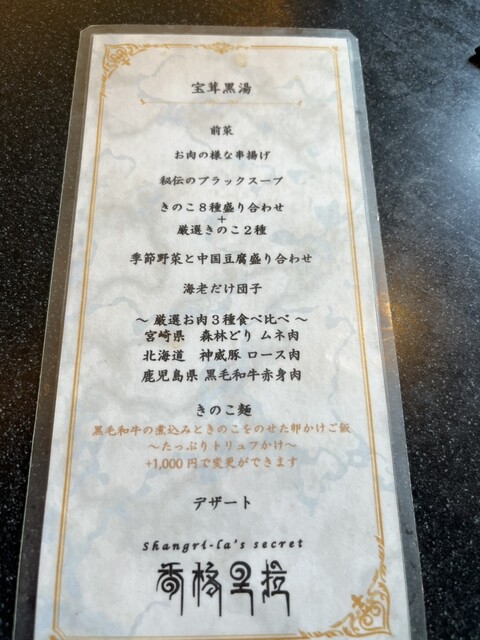 宝茸黒湯
前菜
お肉の様な串揚げ
秘伝のブラックスープ
きのこ8種盛り合わせ
+
厳選きのこ2種
季節野菜と中国豆腐盛り合わせ
海老だけ団子
～ 厳選お肉3種食べ比べ ～
宮崎県 森林どり ムネ肉
北海道 神威豚 ロース肉
鹿児島県 黒毛和牛赤身肉
きのこ麺
黒毛和牛の煮込みときのこをのせた卵かけご飯
～たっぷりトリュフかけ～
+1,000円で変更ができます
デザート
Shangri-la's secret
香格里拉